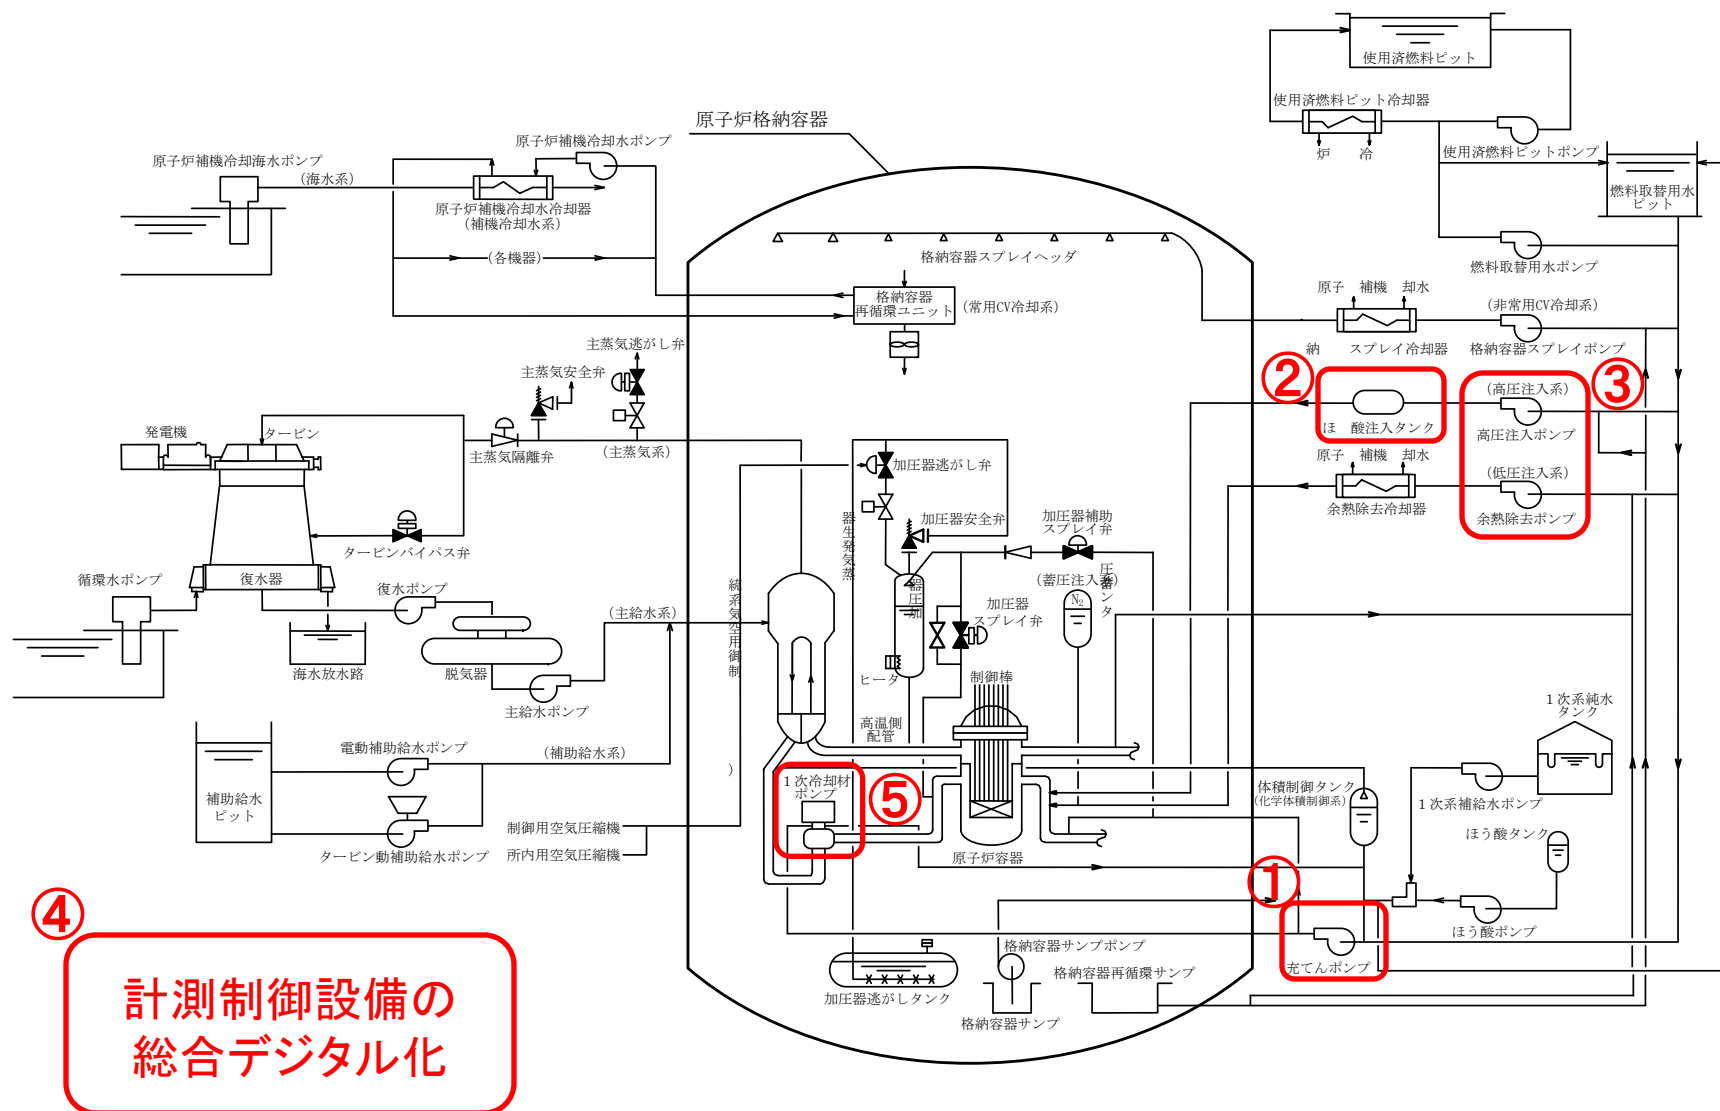 使用済燃料ピット
使用済燃料ピット冷却器
炉 冷
使用済燃料ピットポンプ
燃料取替用水
ピット
燃料取替用水ポンプ
原子炉格納容器
原子炉補機冷却水ポンプ
原子炉補機冷却海水ポンプ
(海水系)
原子炉補機冷却水冷却器
(補機冷却水系)
(各機器)
格納容器スプレイヘッダ
格納容器
再循環ユニット
(常用CV冷却系)
原子 補機 却水
(非常用CV冷却系)
納 スプレイ冷却器
格納容器スプレイポンプ
主蒸気逃がし弁
主蒸気安全弁
主蒸気隔離弁
(主蒸気系)
発電機
タービン
タービンバイパス弁
循環水ポンプ
復水器
復水ポンプ
海水放水路
脱気器
(主給水系)
主給水ポンプ
②
ほ 酸注入タンク
③
(高圧注入系)
高圧注入ポンプ
原子 補機 却水
余熱除去冷却器
(低圧注入系)
余熱除去ポンプ
加圧器逃がし弁
加圧器安全弁
加圧器補助
スプレイ弁
器生発気蒸
統系気空用御制
)
器圧加
(蓄圧注入系)
圧蓄ンタ
N₂
加圧器
スプレイ弁
ヒータ
制御棒
高温側
配管
電動補助給水ポンプ
(補助給水系)
補助給水
ピット
タービン動補助給水ポンプ
制御用空気圧縮機
所内用空気圧縮機
1次冷却材
ポンプ
⑤
原子炉容器
体積制御タンク
(化学体積制御系)
1次系純水
タンク
1次系補給水ポンプ
ほう酸タンク
ほう酸ポンプ
①
充てんポンプ
格納容器サンプポンプ
格納容器再循環サンプ
加圧器逃がしタンク
格納容器サンプ
④
計測制御設備の
総合デジタル化